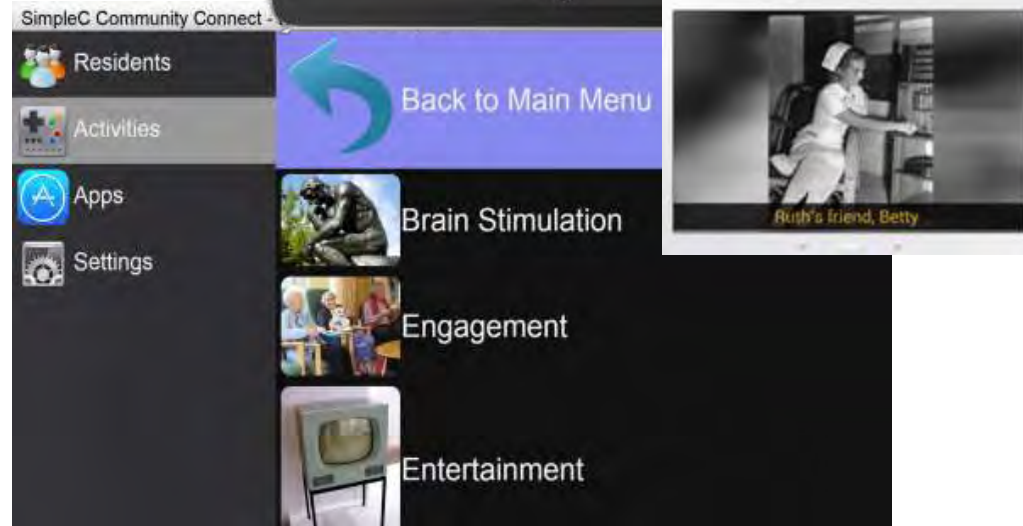 SimpleC Community Connect -
Residents
Activities
Apps
Settings
Back to Main Menu
Brain Stimulation
Engagement
Entertainment
Ruth's friend, Betty